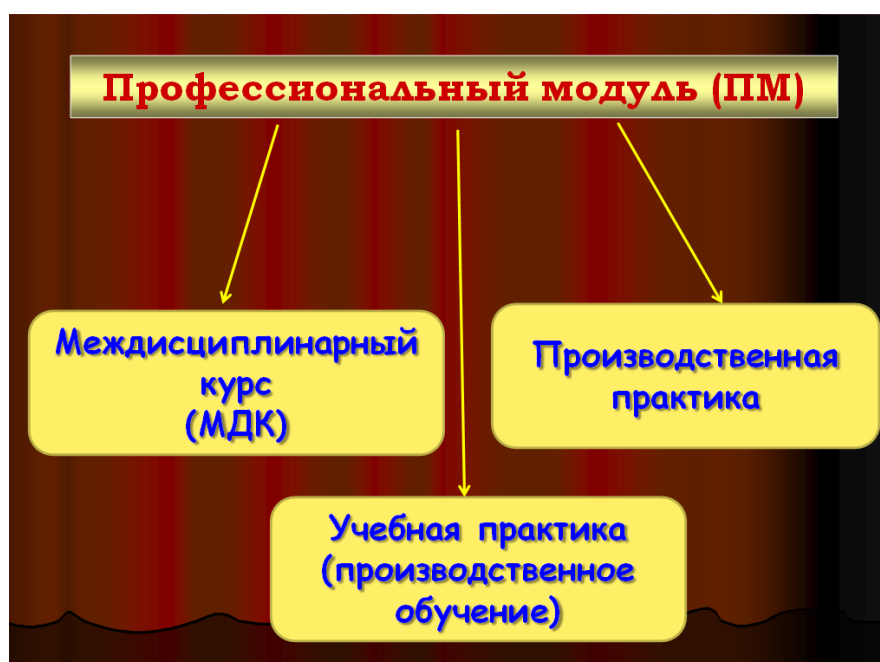 Профессиональный модуль (ПМ)
Междисциплинарный
курс
(МДК)
Производственная
практика
Учебная практика
(производственное
обучение)